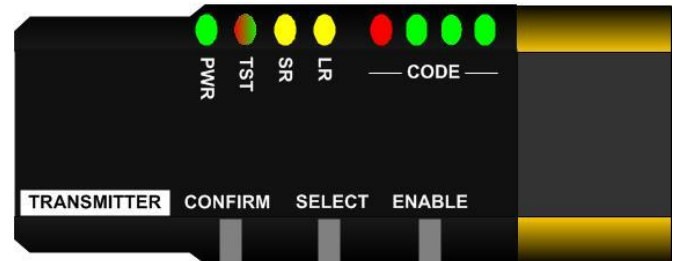 PWR TST SR LR CODE
TRANSMITTER CONFIRM SELECT ENABLE